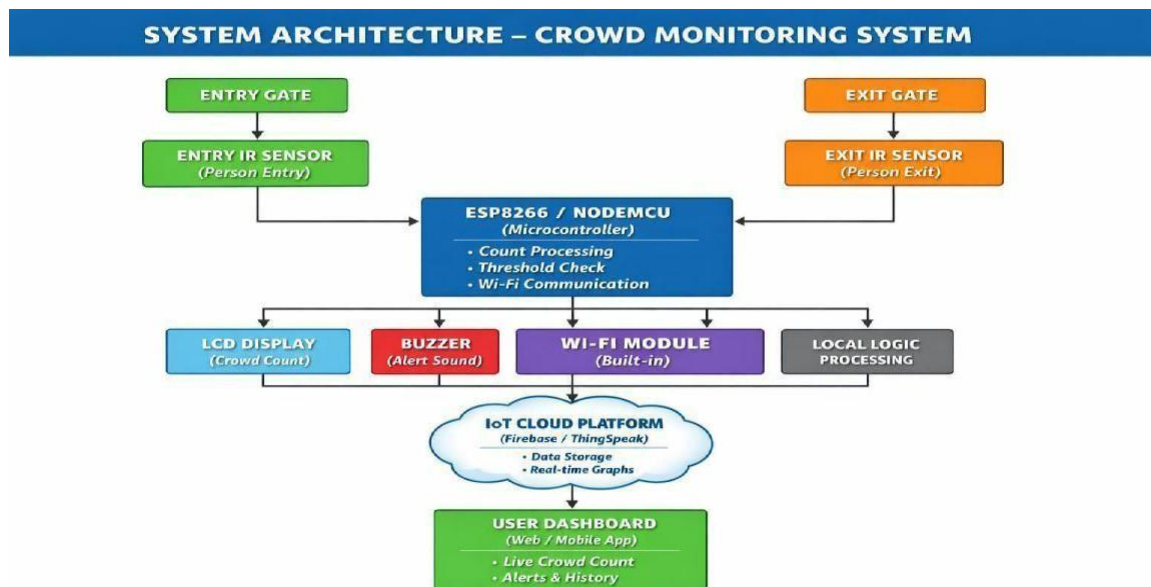 SYSTEM ARCHITECTURE – CROWD MONITORING SYSTEM
ENTRY GATE
EXIT GATE
ENTRY IR SENSOR
(Person Entry)
EXIT IR SENSOR
(Person Exit)
ESP8266 / NODEMCU
(Microcontroller)
• Count Processing
• Threshold Check
• Wi-Fi Communication
LCD DISPLAY
(Crowd Count)
BUZZER
(Alert Sound)
WI-FI MODULE
(Built-in)
LOCAL LOGIC
PROCESSING
IoT CLOUD PLATFORM
(Firebase / ThingSpeak)
• Data Storage
• Real-time Graphs
USER DASHBOARD
(Web / Mobile App)
• Live Crowd Count
• Alerts & History